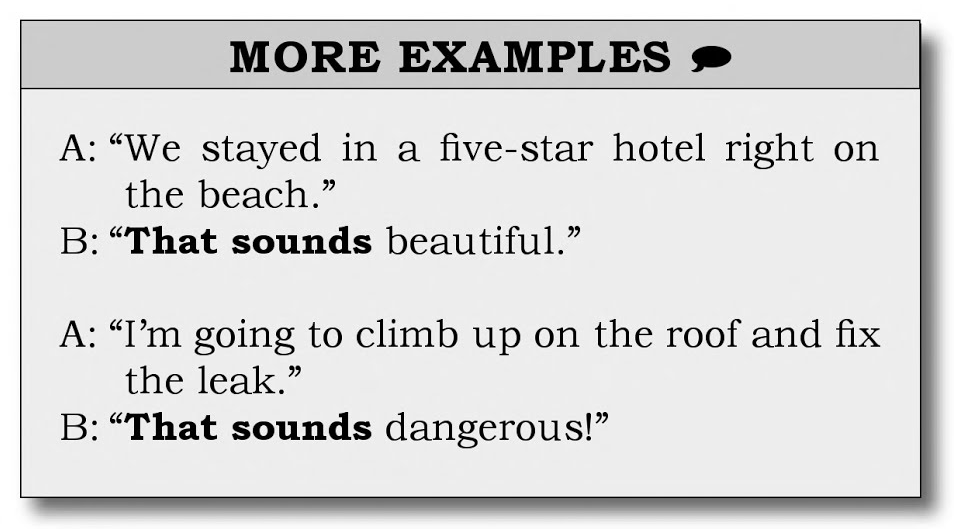 MORE EXAMPLES
A: “We stayed in a five-star hotel right on
the beach.”
B: “That sounds beautiful.”
A: “I’m going to climb up on the roof and fix
the leak.”
B: “That sounds dangerous!”